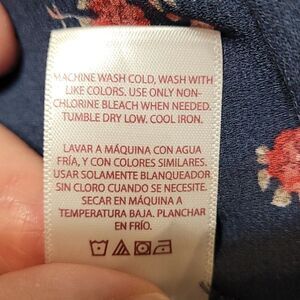 MACHINE WASH COLD, WASH WITH
LIKE COLORS. USE ONLY NON-
CHLORINE BLEACH WHEN NEEDED.
TUMBLE DRY LOW. COOL IRON.
LAVAR A MÁQUINA CON AGUA
FRÍA, Y CON COLORES SIMILARES.
USAR SOLAMENTE BLANQUEADOR
SIN CLORO CUANDO SE NECESITE.
SECAR EN MÁQUINA A
TEMPERATURA BAJA. PLANCHAR
EN FRÍO.